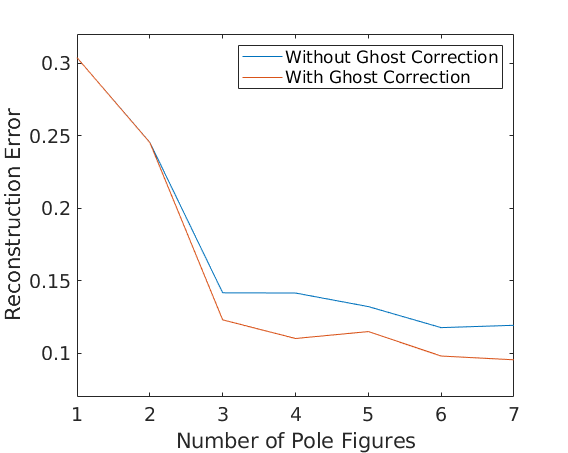 Without Ghost Correction
With Ghost Correction
0.3
0.25
0.2
0.15
0.1
Reconstruction Error
1 2 3 4 5 6 7
Number of Pole Figures